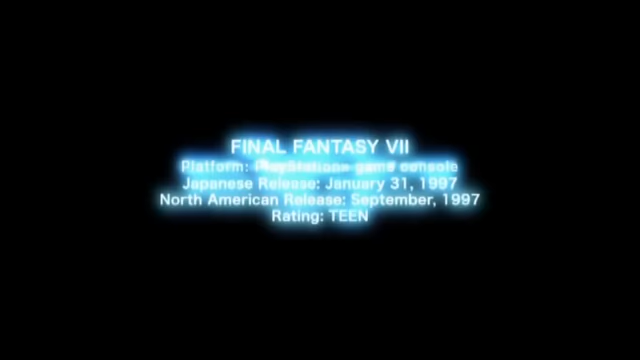 FINAL FANTASY VII
Platform: PlayStation® game console
Japanese Release: January 31, 1997
North American Release: September, 1997
Rating: TEEN